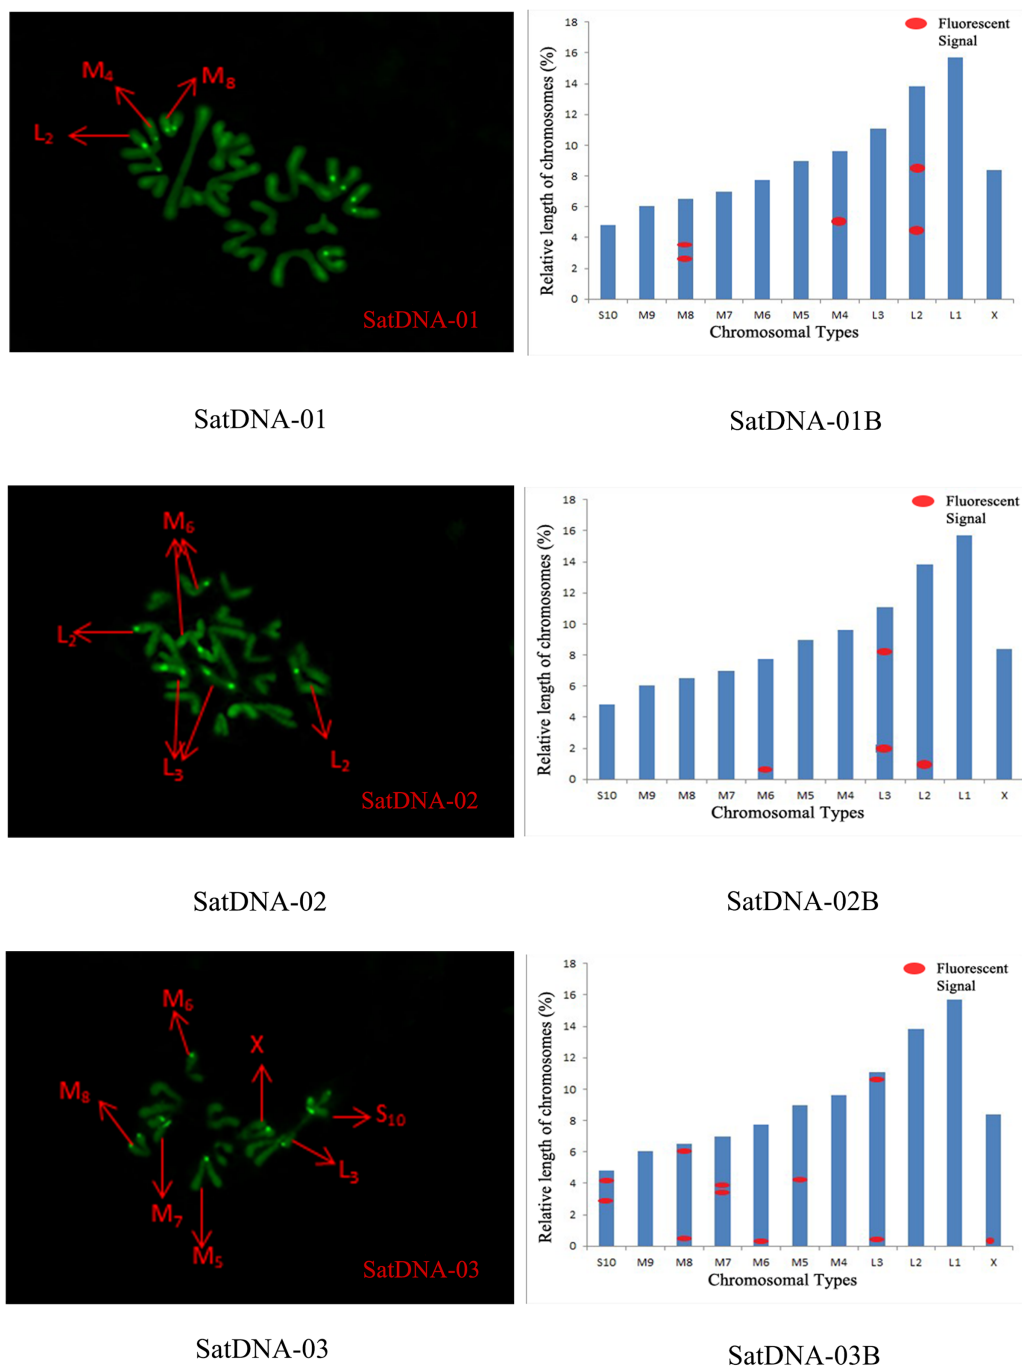 M4
M8
L2
SatDNA-01
18
16
14
12
10
8
6
4
2
0
Relative length of chromosomes (%)
Fluorescent
Signal
S10 M9 M8 M7 M6 M5 M4 L3 L2 L1 X
Chromosomal Types
SatDNA-01
SatDNA-01B
M6
L2
L3
L2
SatDNA-02
18
16
14
12
10
8
6
4
2
0
Relative length of chromosomes (%)
Fluorescent
Signal
S10 M9 M8 M7 M6 M5 M4 L3 L2 L1 X
Chromosomal Types
SatDNA-02
SatDNA-02B
M6
X
M8
S10
L3
M7
M5
SatDNA-03
18
16
14
12
10
8
6
4
2
0
Relative length of chromosomes (%)
Fluorescent
Signal
S10 M9 M8 M7 M6 M5 M4 L3 L2 L1 X
Chromosomal Types
SatDNA-03
SatDNA-03B